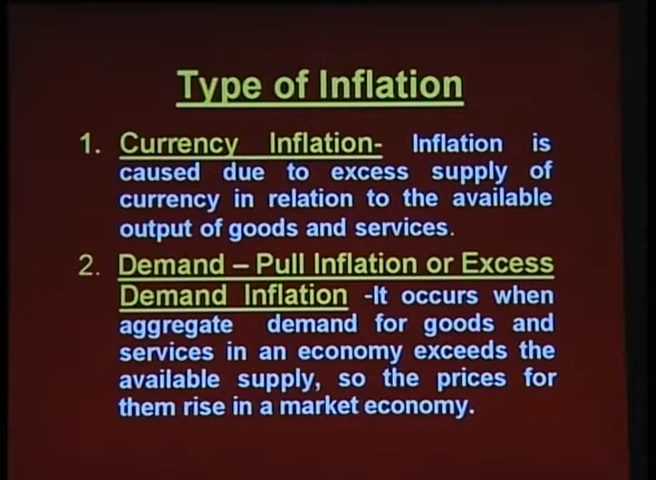 Type of Inflation
1. Currency Inflation- Inflation is
caused due to excess supply of
currency in relation to the available
output of goods and services.
2. Demand – Pull Inflation or Excess
Demand Inflation -It occurs when
aggregate demand for goods and
services in an economy exceeds the
available supply, so the prices for
them rise in a market economy.